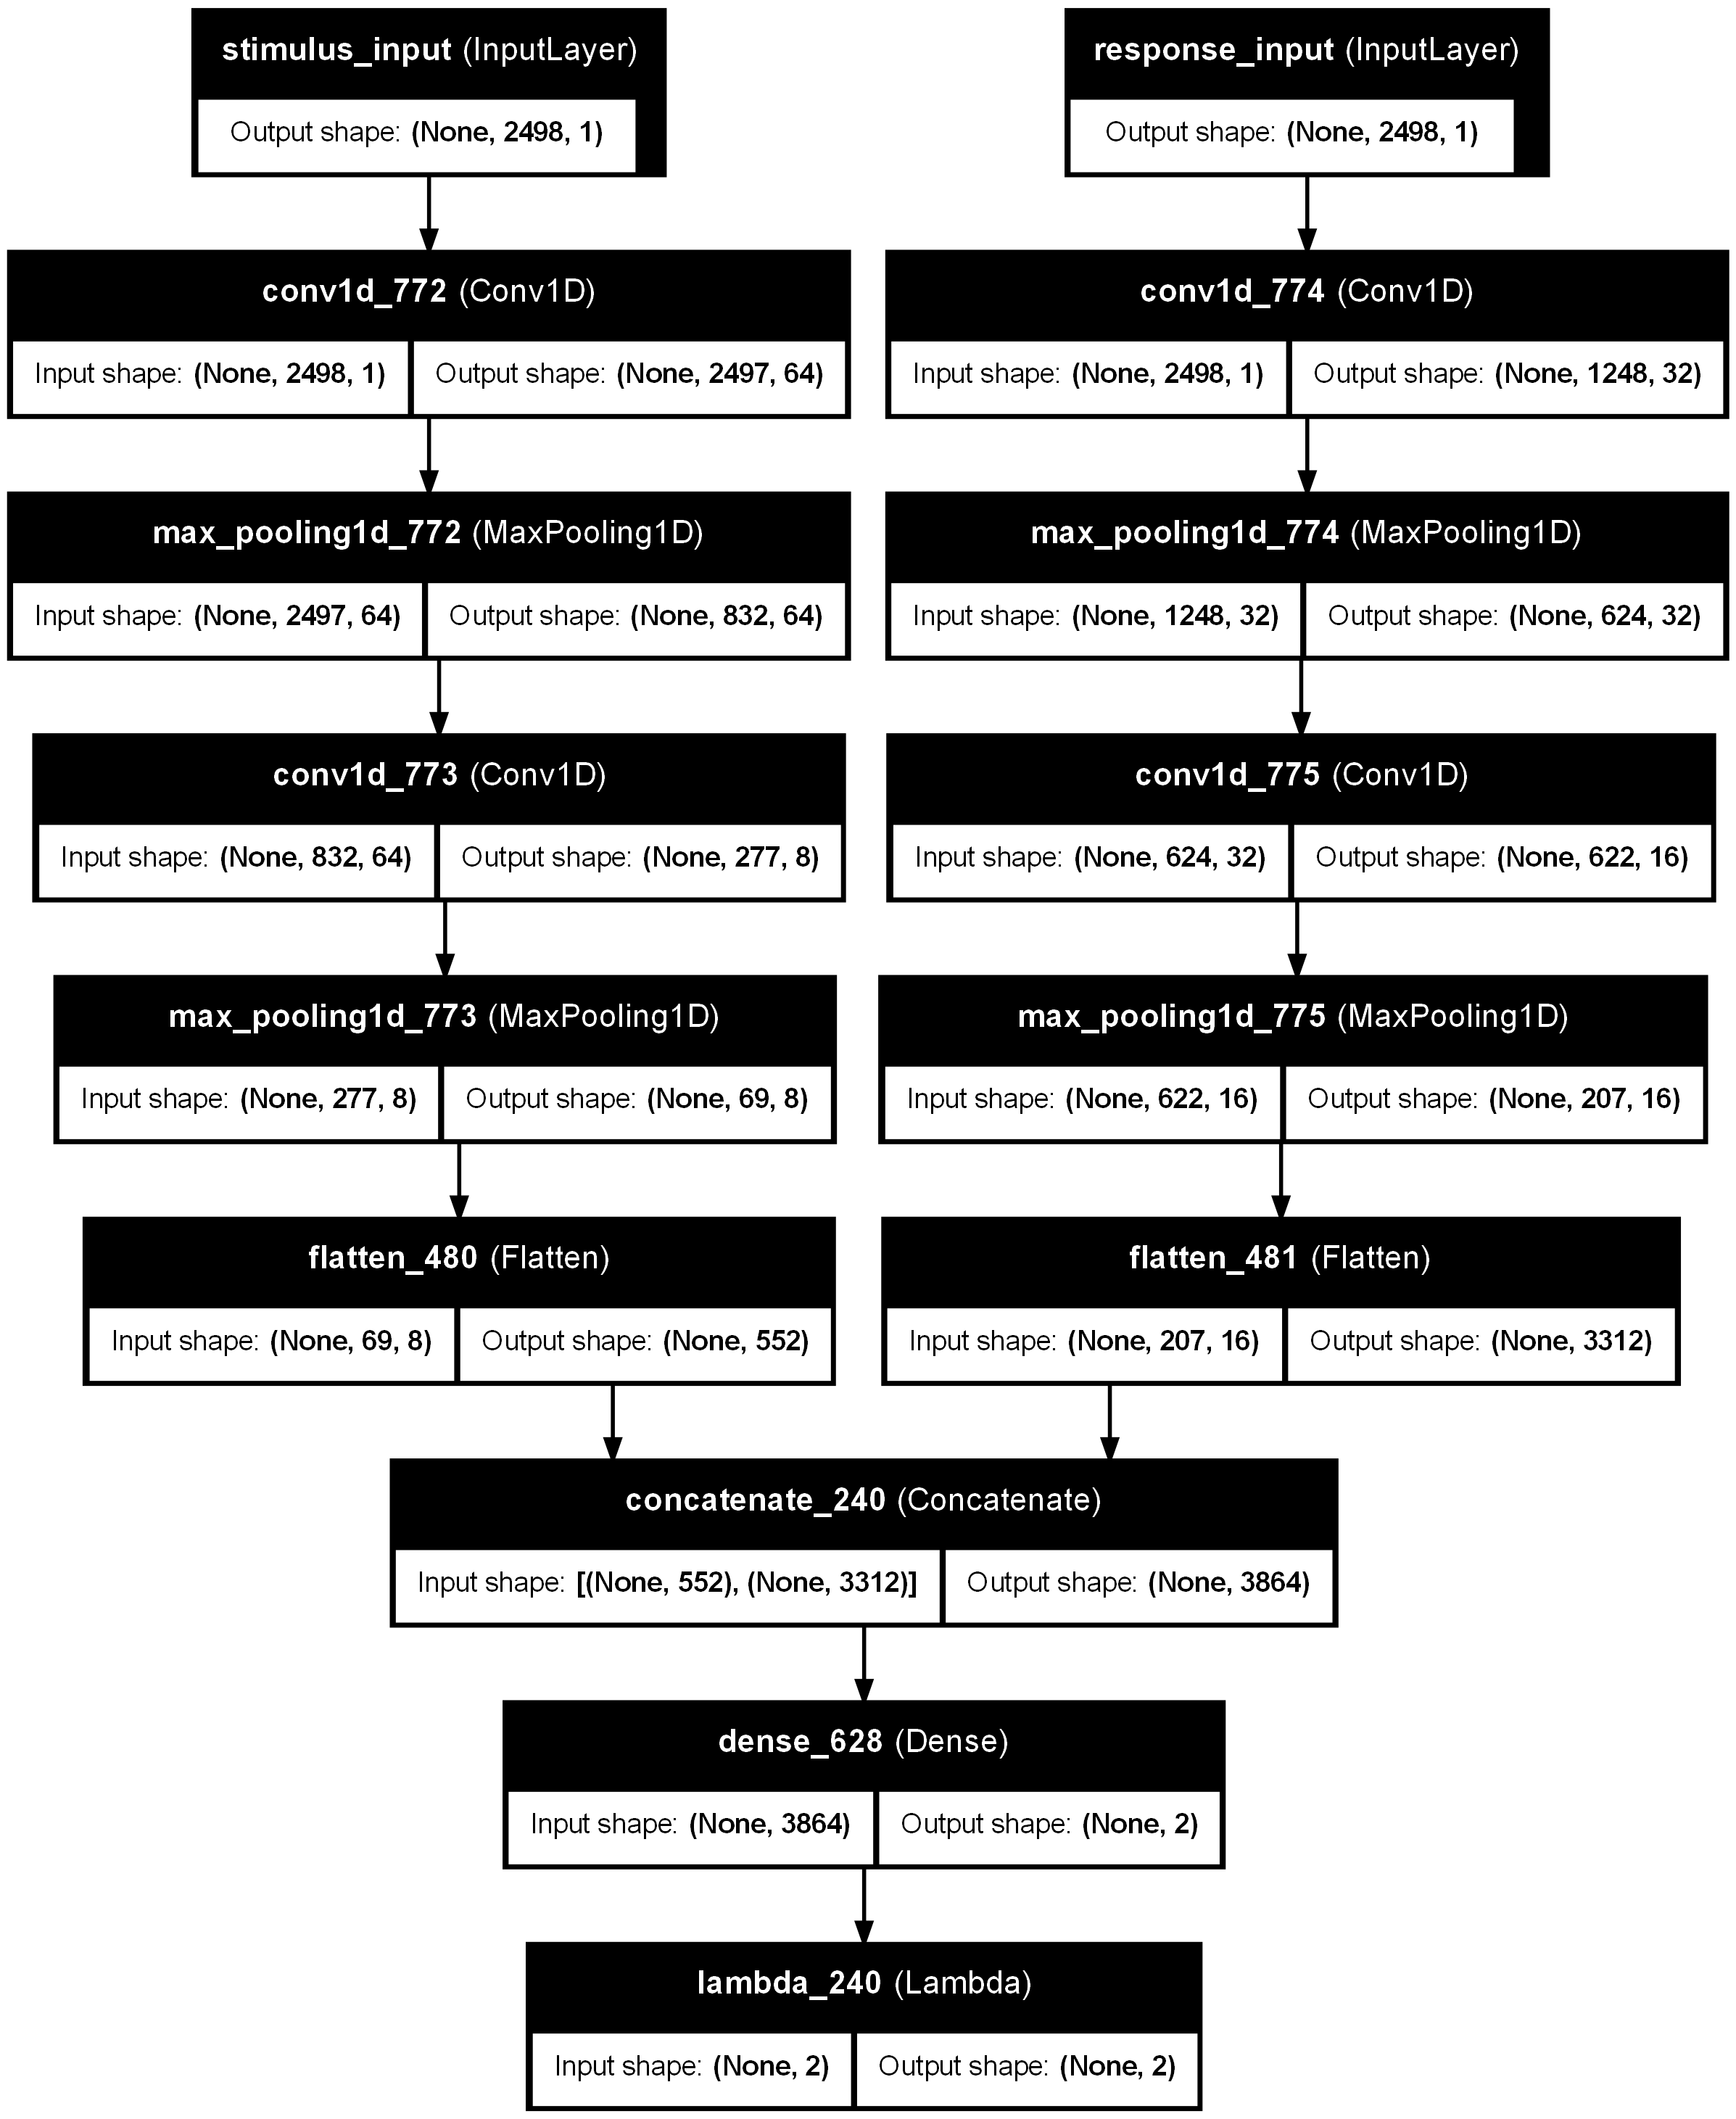 stimulus_input (InputLayer)
Output shape: (None, 2498, 1)
response_input (InputLayer)
Output shape: (None, 2498, 1)
conv1d_772 (Conv1D)
Input shape: (None, 2498, 1) Output shape: (None, 2497, 64)
conv1d_774 (Conv1D)
Input shape: (None, 2498, 1) Output shape: (None, 1248, 32)
max_pooling1d_772 (MaxPooling1D)
Input shape: (None, 2497, 64) Output shape: (None, 832, 64)
max_pooling1d_774 (MaxPooling1D)
Input shape: (None, 1248, 32) Output shape: (None, 624, 32)
conv1d_773 (Conv1D)
Input shape: (None, 832, 64) Output shape: (None, 277, 8)
conv1d_775 (Conv1D)
Input shape: (None, 624, 32) Output shape: (None, 622, 16)
max_pooling1d_773 (MaxPooling1D)
Input shape: (None, 277, 8) Output shape: (None, 69, 8)
max_pooling1d_775 (MaxPooling1D)
Input shape: (None, 622, 16) Output shape: (None, 207, 16)
flatten_480 (Flatten)
Input shape: (None, 69, 8) Output shape: (None, 552)
flatten_481 (Flatten)
Input shape: (None, 207, 16) Output shape: (None, 3312)
concatenate_240 (Concatenate)
Input shape: [(None, 552), (None, 3312)] Output shape: (None, 3864)
dense_628 (Dense)
Input shape: (None, 3864) Output shape: (None, 2)
lambda_240 (Lambda)
Input shape: (None, 2) Output shape: (None, 2)